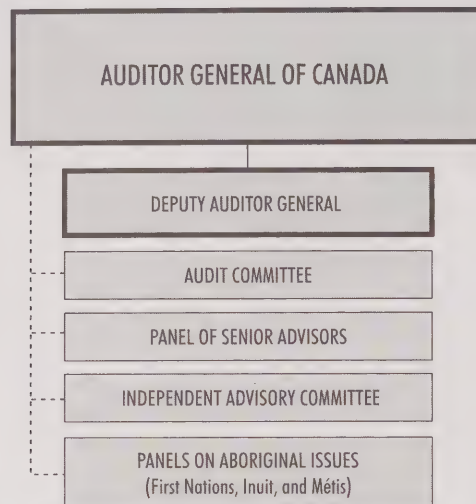 AUDITOR GENERAL OF CANADA
DEPUTY AUDITOR GENERAL
AUDIT COMMITTEE
PANEL OF SENIOR ADVISORS
INDEPENDENT ADVISORY COMMITTEE
PANELS ON ABORIGINAL ISSUES
(First Nations, Inuit, and Métis)